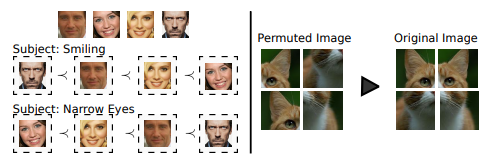 Subject: Smiling
Subject: Narrow Eyes
Permuted Image
Original Image